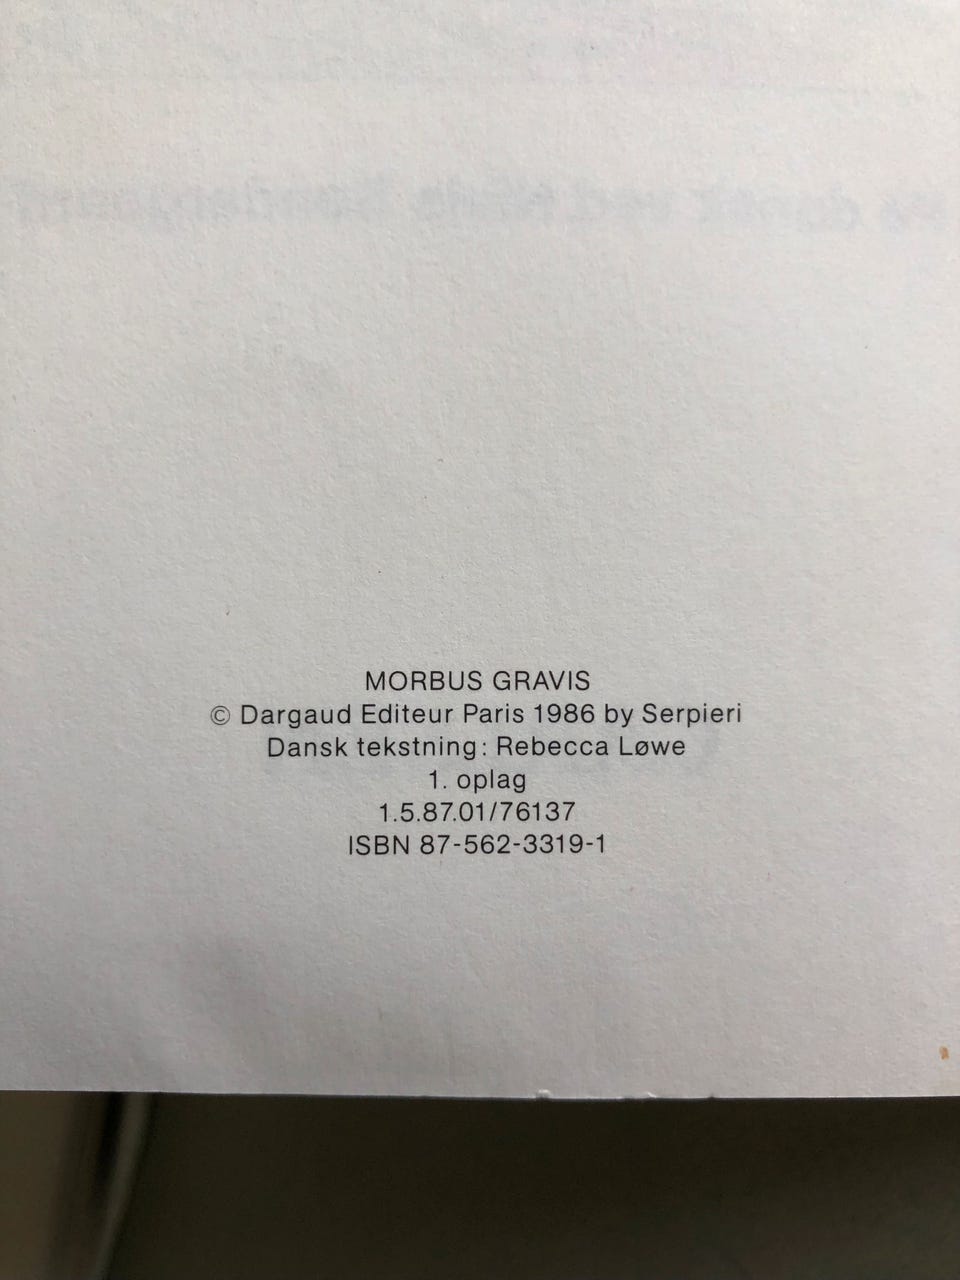 MORBUS GRAVIS
© Dargaud Editeur Paris 1986 by Serpieri
Dansk tekstning: Rebecca Løwe
1. oplag
1.5.87.01/76137
ISBN 87-562-3319-1